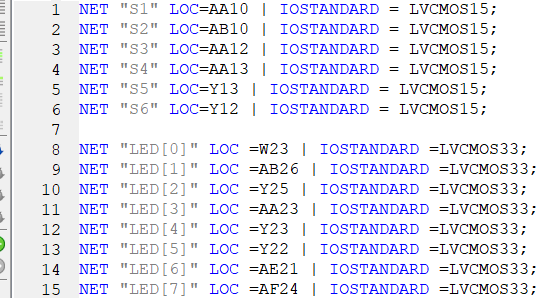 1 NET "S1" LOC=AA10 | IOSTANDARD = LVCMOS15;
2 NET "S2" LOC=AB10 | IOSTANDARD = LVCMOS15;
3 NET "S3" LOC=AA12 | IOSTANDARD = LVCMOS15;
4 NET "S4" LOC=AA13 | IOSTANDARD = LVCMOS15;
5 NET "S5" LOC=Y13 | IOSTANDARD = LVCMOS15;
6 NET "S6" LOC=Y12 | IOSTANDARD = LVCMOS15;
7
8 NET "LED[0]" LOC =W23 | IOSTANDARD =LVCMOS33;
9 NET "LED[1]" LOC =AB26 | IOSTANDARD =LVCMOS33;
10 NET "LED[2]" LOC =Y25 | IOSTANDARD =LVCMOS33;
11 NET "LED[3]" LOC =AA23 | IOSTANDARD =LVCMOS33;
12 NET "LED[4]" LOC =Y23 | IOSTANDARD =LVCMOS33;
13 NET "LED[5]" LOC =Y22 | IOSTANDARD =LVCMOS33;
14 NET "LED[6]" LOC =AE21 | IOSTANDARD =LVCMOS33;
15 NET "LED[7]" LOC =AF24 | IOSTANDARD =LVCMOS33;